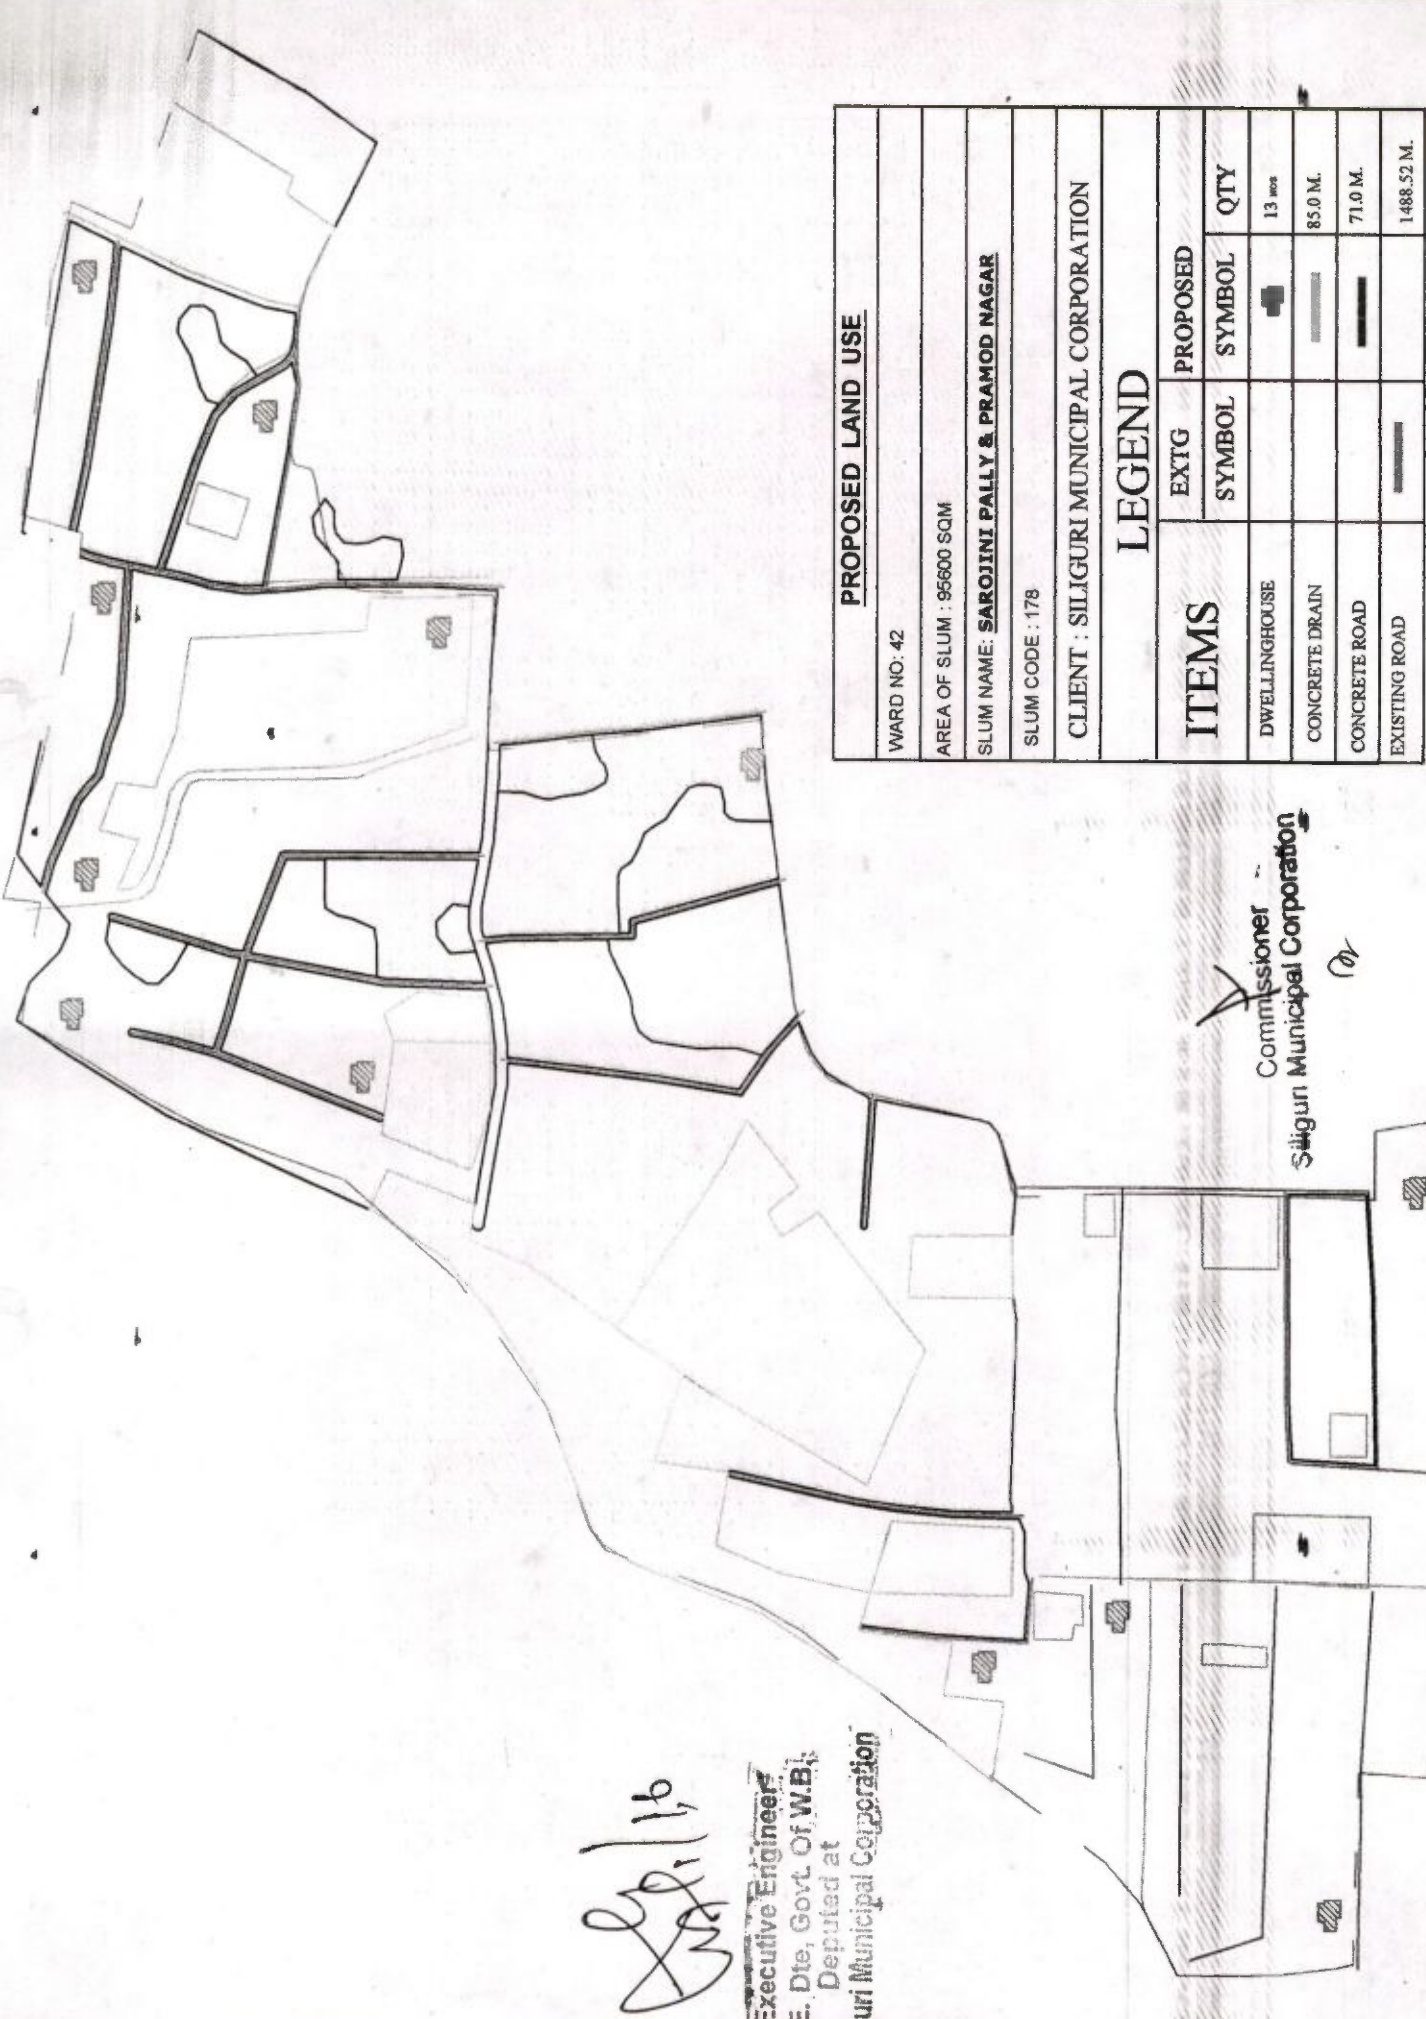 PROPOSED LAND USE
WARD NO: 42
AREA OF SLUM : 95600 SQM
SLUM NAME: SAROJINI PALLY & PRAMOD NAGAR
SLUM CODE : 178
CLIENT : SILIGURI MUNICIPAL CORPORATION
LEGEND
ITEMS EXTG SYMBOL PROPOSED SYMBOL QTY
DWELLINGHOUSE 13 NOS
CONCRETE DRAIN 85.0 M.
CONCRETE ROAD 71.0 M.
EXISTING ROAD 1488.52 M.
Commissioner
Siliguri Municipal Corporation
Executive Engineer
E. Dte, Govt. Of W.B.
Deputed at
uri Municipal Corporation